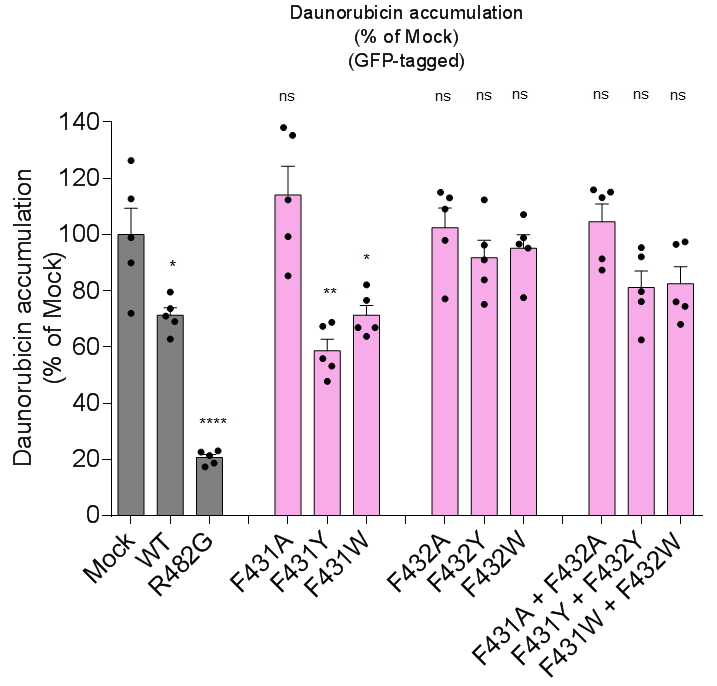 Daunorubicin accumulation
(% of Mock)
(GFP-tagged)
ns ns ns ns ns ns ns
140
120
100
80
60
40
20
0
Daunorubicin accumulation
(% of Mock)
*
****
**
*
Mock
WT
R482G
F431A
F431Y
F431W
F432A
F432Y
F432W
F431A + F432A
F431Y + F432Y
F431W + F432W